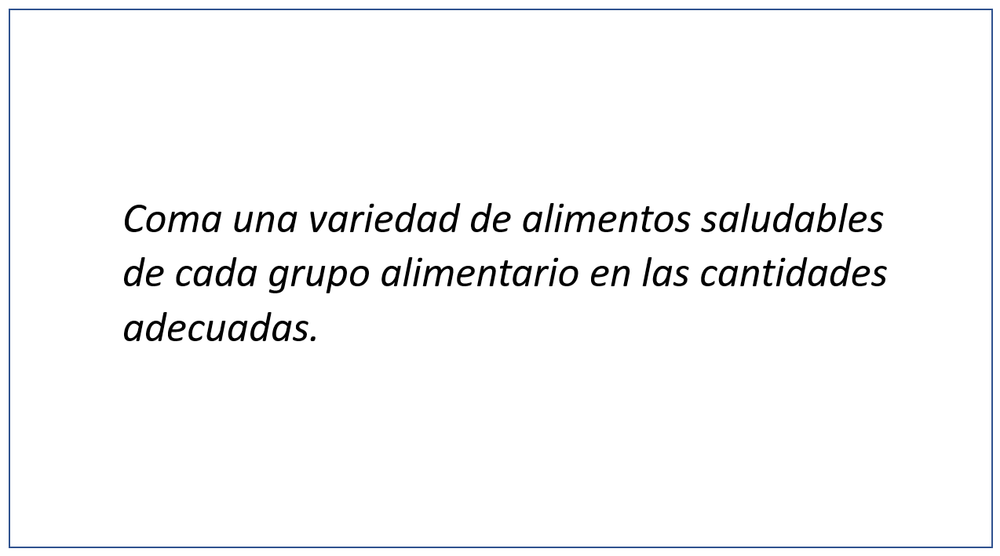 Coma una variedad de alimentos saludables
de cada grupo alimentario en las cantidades
adecuadas.